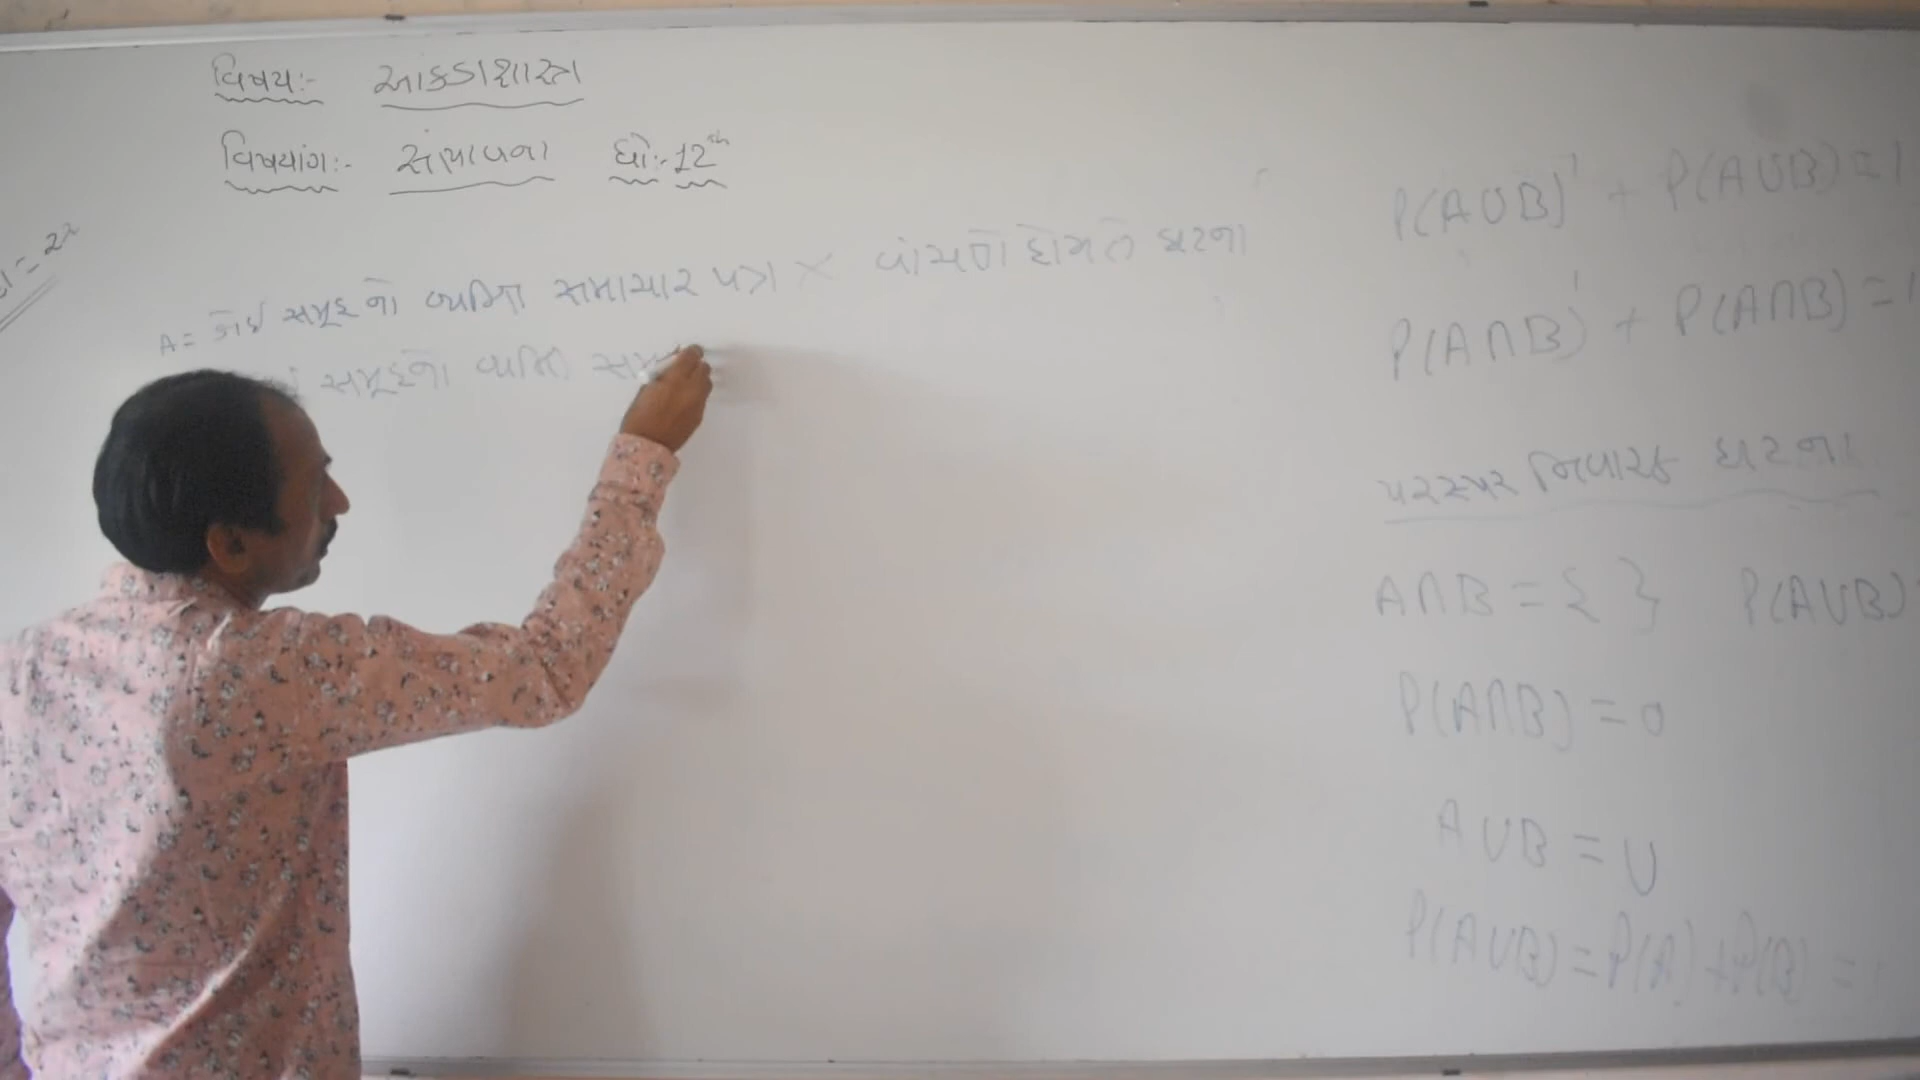 વિષય:- આંકડાશાસ્ત્ર
વિષયાંગ:- સંભાવના ધો:-12th
= 2^x
A = કોઈ સમૂહનો વ્યક્તિ સમાચાર પત્ર X વાંચતો હોય તે ઘટના
સમૂહનો વ્યક્તિ
P(A∪B)' + P(A∪B) = 1
P(A∩B)' + P(A∩B) = 1
પરસ્પર નિવારક ઘટના
A∩B = { } P(A∪B)
P(A∩B) = 0
A∪B = U
P(A∪B) = P(A) + P(B) =